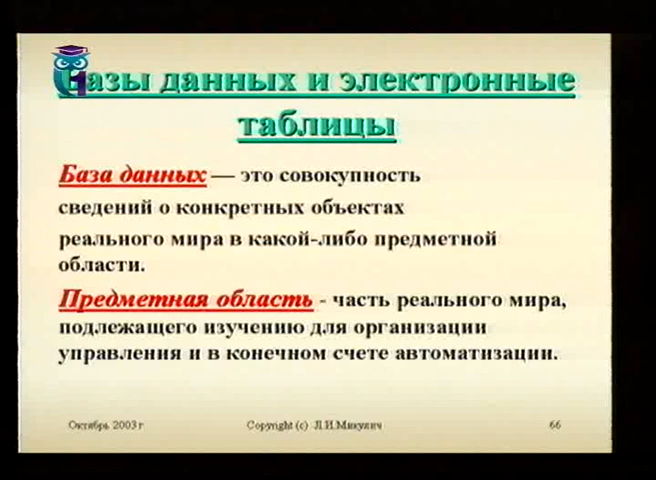 Базы данных и электронные
таблицы
База данных — это совокупность
сведений о конкретных объектах
реального мира в какой-либо предметной
области.
Предметная область - часть реального мира,
подлежащего изучению для организации
управления и в конечном счете автоматизации.
Октябрь 2003 г Copyright (c) Л.И.Микулич 66